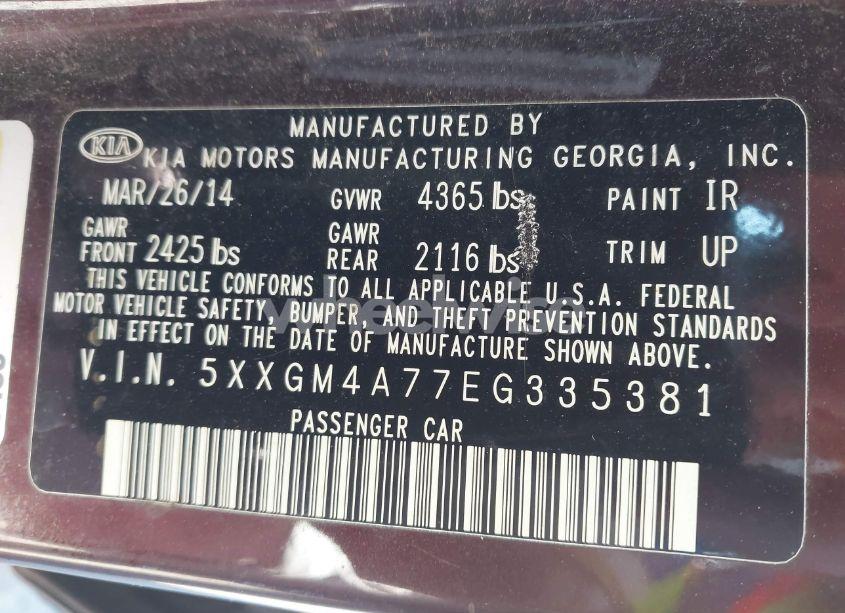 MANUFACTURED BY
KIA KIA MOTORS MANUFACTURING GEORGIA, INC.
MAR/26/14 GVWR 4365 lbs PAINT IR
GAWR FRONT 2425 lbs GAWR REAR 2116 lbs TRIM UP
THIS VEHICLE CONFORMS TO ALL APPLICABLE U.S.A. FEDERAL
MOTOR VEHICLE SAFETY, BUMPER, AND THEFT PREVENTION STANDARDS
IN EFFECT ON THE DATE OF MANUFACTURE SHOWN ABOVE.
V.I.N. 5XXGM4A77EG335381
PASSENGER CAR